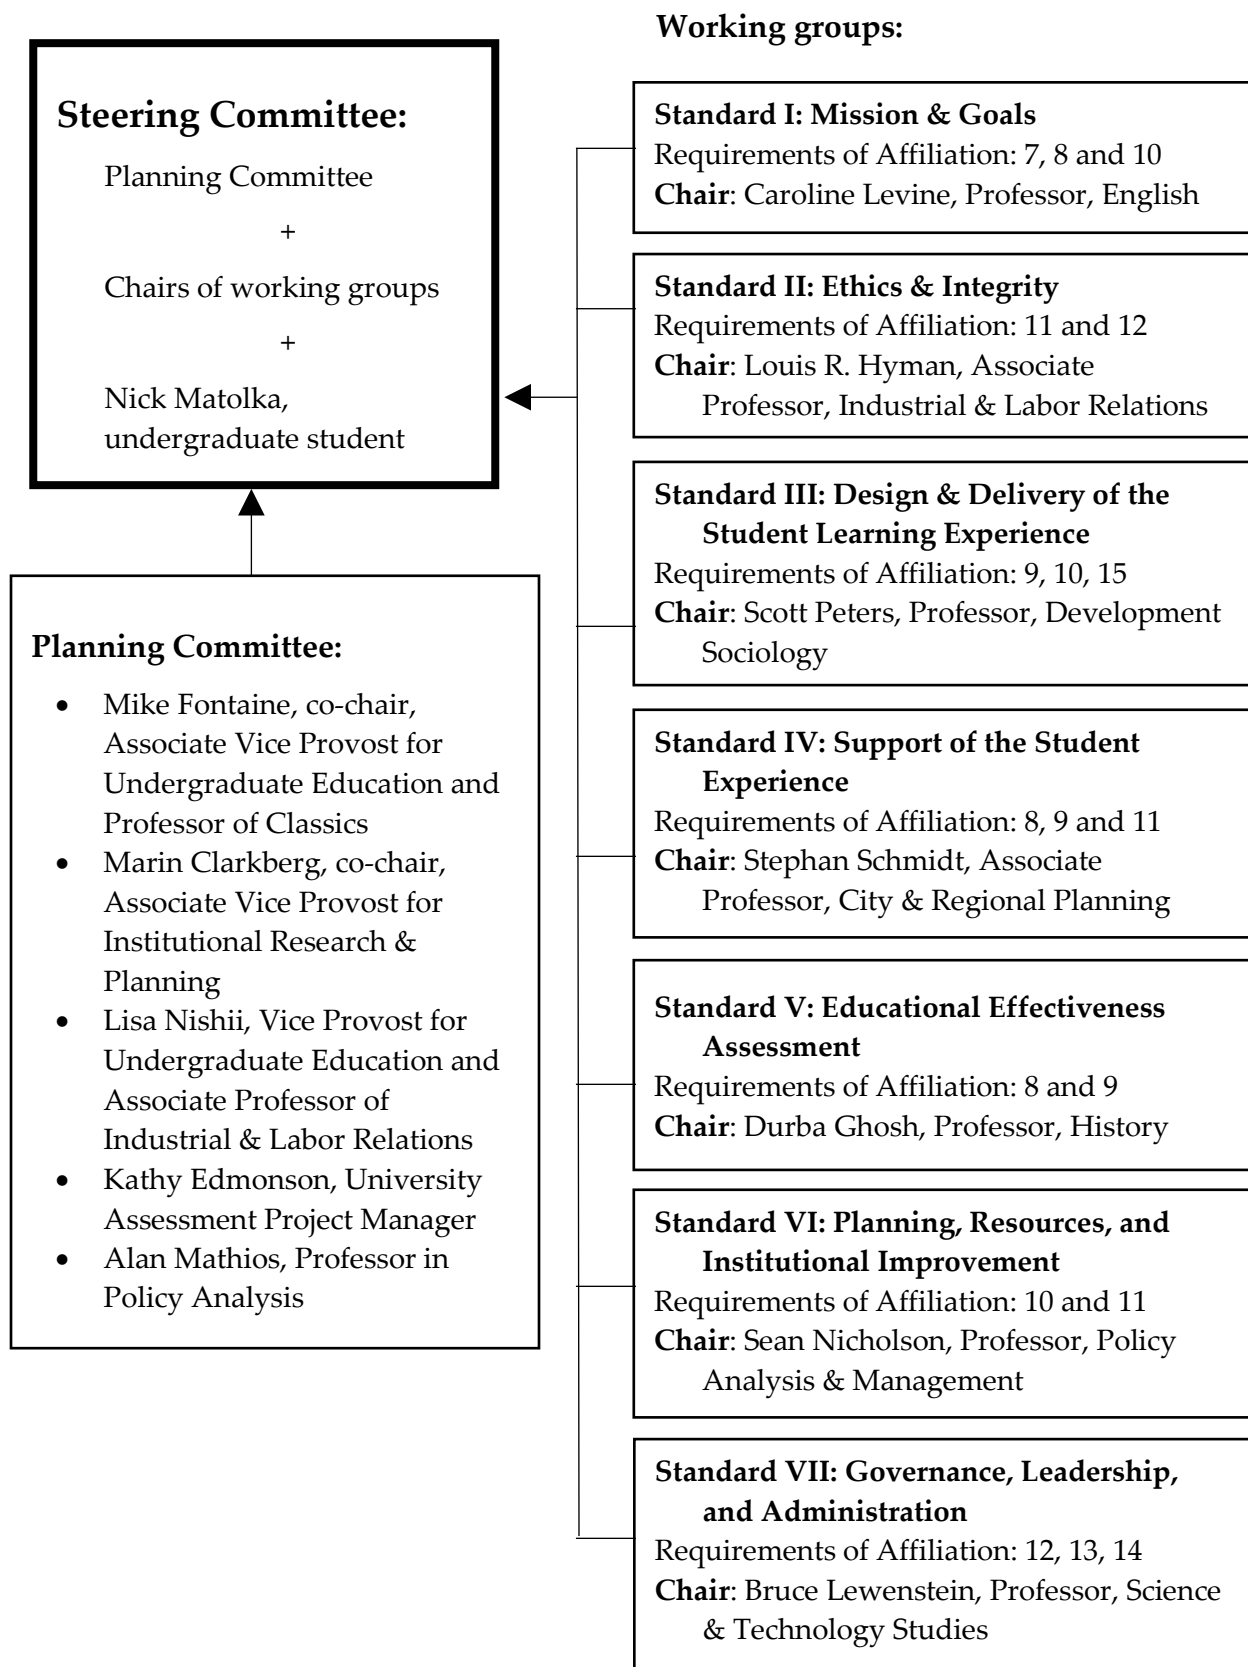 Steering Committee:
Planning Committee
+
Chairs of working groups
+
Nick Matolka,
undergraduate student
Planning Committee:
• Mike Fontaine, co-chair,
Associate Vice Provost for
Undergraduate Education and
Professor of Classics
• Marin Clarkberg, co-chair,
Associate Vice Provost for
Institutional Research &
Planning
• Lisa Nishii, Vice Provost for
Undergraduate Education and
Associate Professor of
Industrial & Labor Relations
• Kathy Edmonson, University
Assessment Project Manager
• Alan Mathios, Professor in
Policy Analysis
Working groups:
Standard I: Mission & Goals
Requirements of Affiliation: 7, 8 and 10
Chair: Caroline Levine, Professor, English
Standard II: Ethics & Integrity
Requirements of Affiliation: 11 and 12
Chair: Louis R. Hyman, Associate
Professor, Industrial & Labor Relations
Standard III: Design & Delivery of the
Student Learning Experience
Requirements of Affiliation: 9, 10, 15
Chair: Scott Peters, Professor, Development
Sociology
Standard IV: Support of the Student
Experience
Requirements of Affiliation: 8, 9 and 11
Chair: Stephan Schmidt, Associate
Professor, City & Regional Planning
Standard V: Educational Effectiveness
Assessment
Requirements of Affiliation: 8 and 9
Chair: Durba Ghosh, Professor, History
Standard VI: Planning, Resources, and
Institutional Improvement
Requirements of Affiliation: 10 and 11
Chair: Sean Nicholson, Professor, Policy
Analysis & Management
Standard VII: Governance, Leadership,
and Administration
Requirements of Affiliation: 12, 13, 14
Chair: Bruce Lewenstein, Professor, Science
& Technology Studies